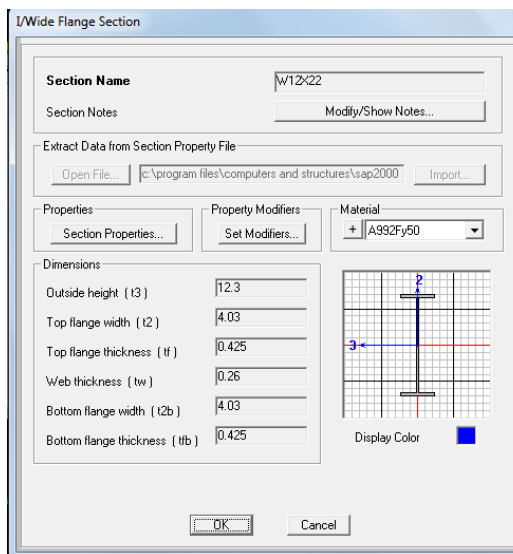 I/Wide Flange Section
Section Name W12X22
Section Notes Modify/Show Notes...
Extract Data from Section Property File
Open File... c:\program files\computers and structures\sap2000 Import...
Properties Property Modifiers Material
Section Properties... Set Modifiers... + A992Fy50
Dimensions
Outside height ( t3 ) 12.3
Top flange width ( t2 ) 4.03
Top flange thickness ( tf ) 0.425
Web thickness ( tw ) 0.26
Bottom flange width ( t2b ) 4.03
Bottom flange thickness ( tfb ) 0.425
2
3
Display Color
OK Cancel